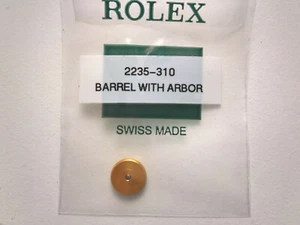 ROLEX
2235-310
BARREL WITH ARBOR
SWISS MADE